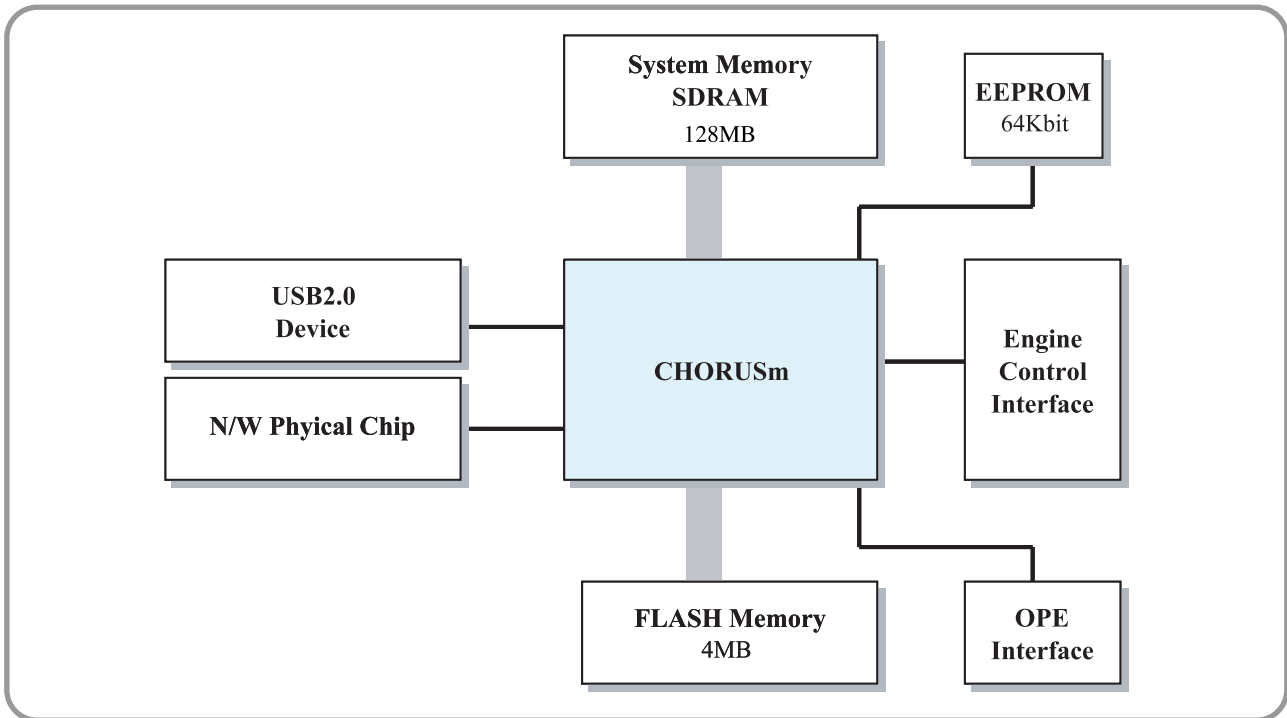 System Memory
SDRAM
128MB
EEPROM
64Kbit
USB2.0
Device
N/W Phyical Chip
CHORUSm
Engine
Control
Interface
FLASH Memory
4MB
OPE
Interface